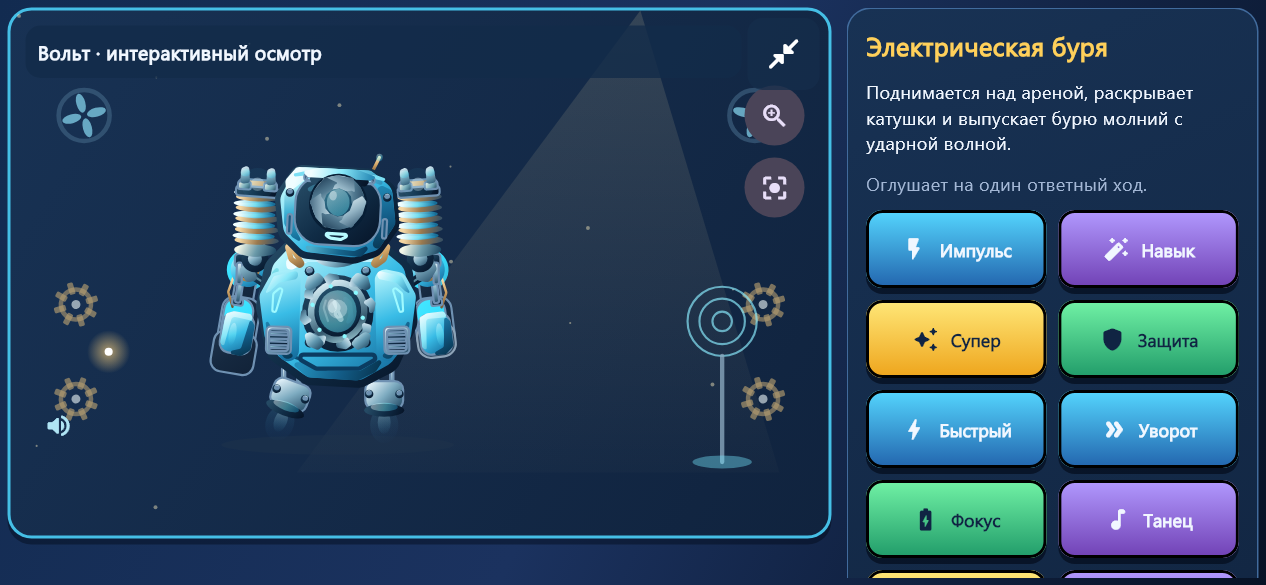 Вольт · интерактивный осмотр
Электрическая буря
Поднимается над ареной, раскрывает
катушки и выпускает бурю молний с
ударной волной.
Оглушает на один ответный ход.
Импульс
Навык
Супер
Защита
Быстрый
Уворот
Фокус
Танец